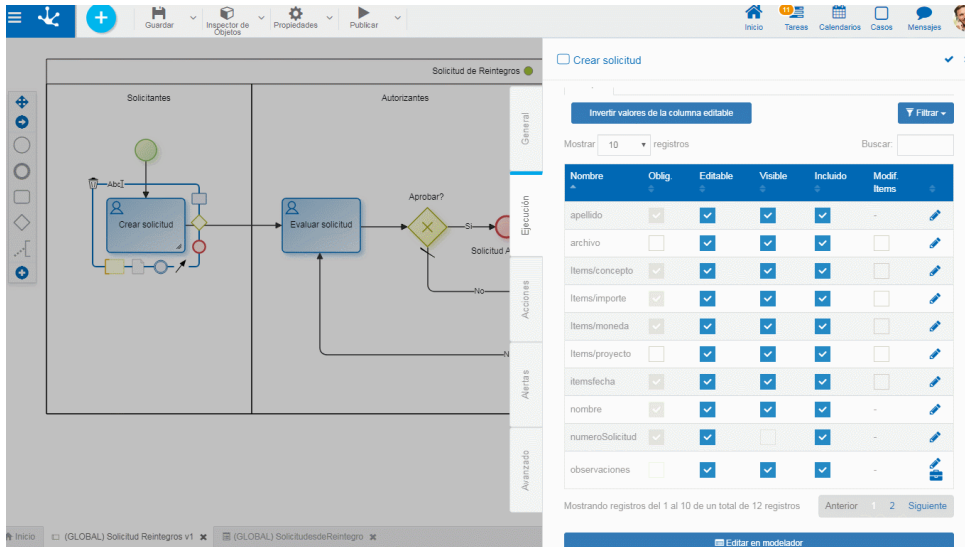 Guardar
Inspector de
Objetos
Propiedades
Publicar
Inicio
11
Tareas
Calendarios
Casos
Mensajes
Solicitud de Reintegros
Solicitantes
Autorizantes
Abc
Crear solicitud
Evaluar solicitud
Aprobar?
Si
Solicitud A
No
N
General
Ejecución
Acciones
Alertas
Avanzado
Crear solicitud
Invertir valores de la columna editable
Filtrar
Mostrar 10 registros
Buscar:
Nombre Oblig. Editable Visible Incluido Modif.
Items
apellido -
archivo
Items/concepto
Items/importe
Items/moneda
Items/proyecto
itemsfecha
nombre -
numeroSolicitud -
observaciones -
Mostrando registros del 1 al 10 de un total de 12 registros
Anterior 1 2 Siguiente
Editar en modelador
Inicio
(GLOBAL) Solicitud Reintegros v1
(GLOBAL) SolicitudesdeReintegro